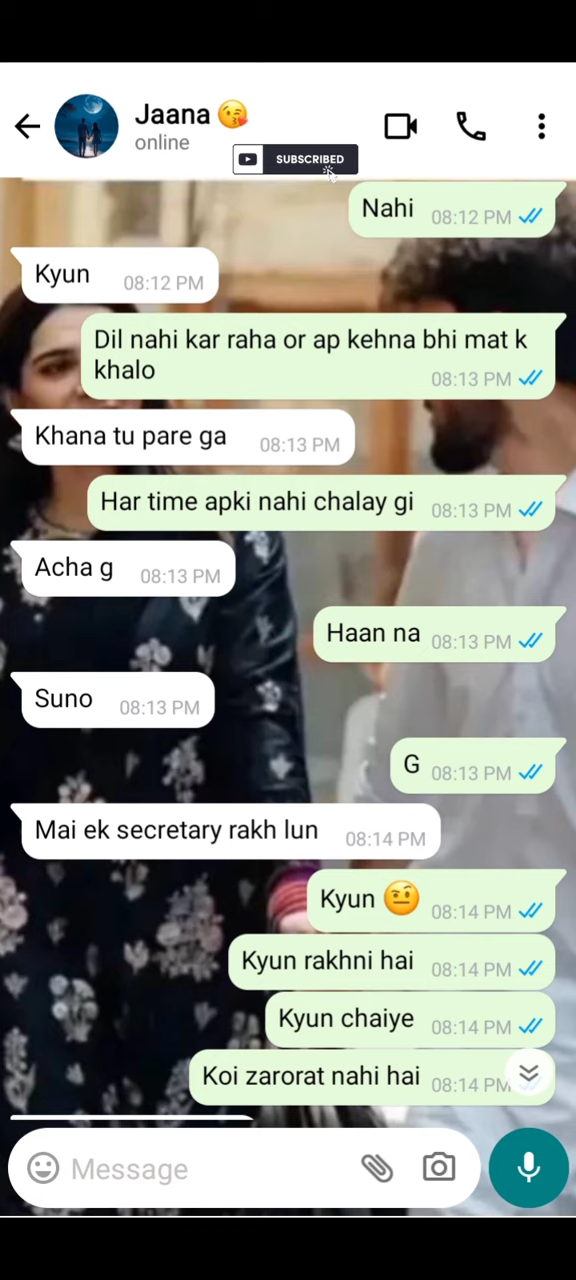 Jaana 😘
online
SUBSCRIBED
Nahi 08:12 PM
Kyun 08:12 PM
Dil nahi kar raha or ap kehna bhi mat k
khalo 08:13 PM
Khana tu pare ga 08:13 PM
Har time apki nahi chalay gi 08:13 PM
Acha g 08:13 PM
Haan na 08:13 PM
Suno 08:13 PM
G 08:13 PM
Mai ek secretary rakh lun 08:14 PM
Kyun 🤨 08:14 PM
Kyun rakhni hai 08:14 PM
Kyun chaiye 08:14 PM
Koi zarorat nahi hai 08:14 PM
Message